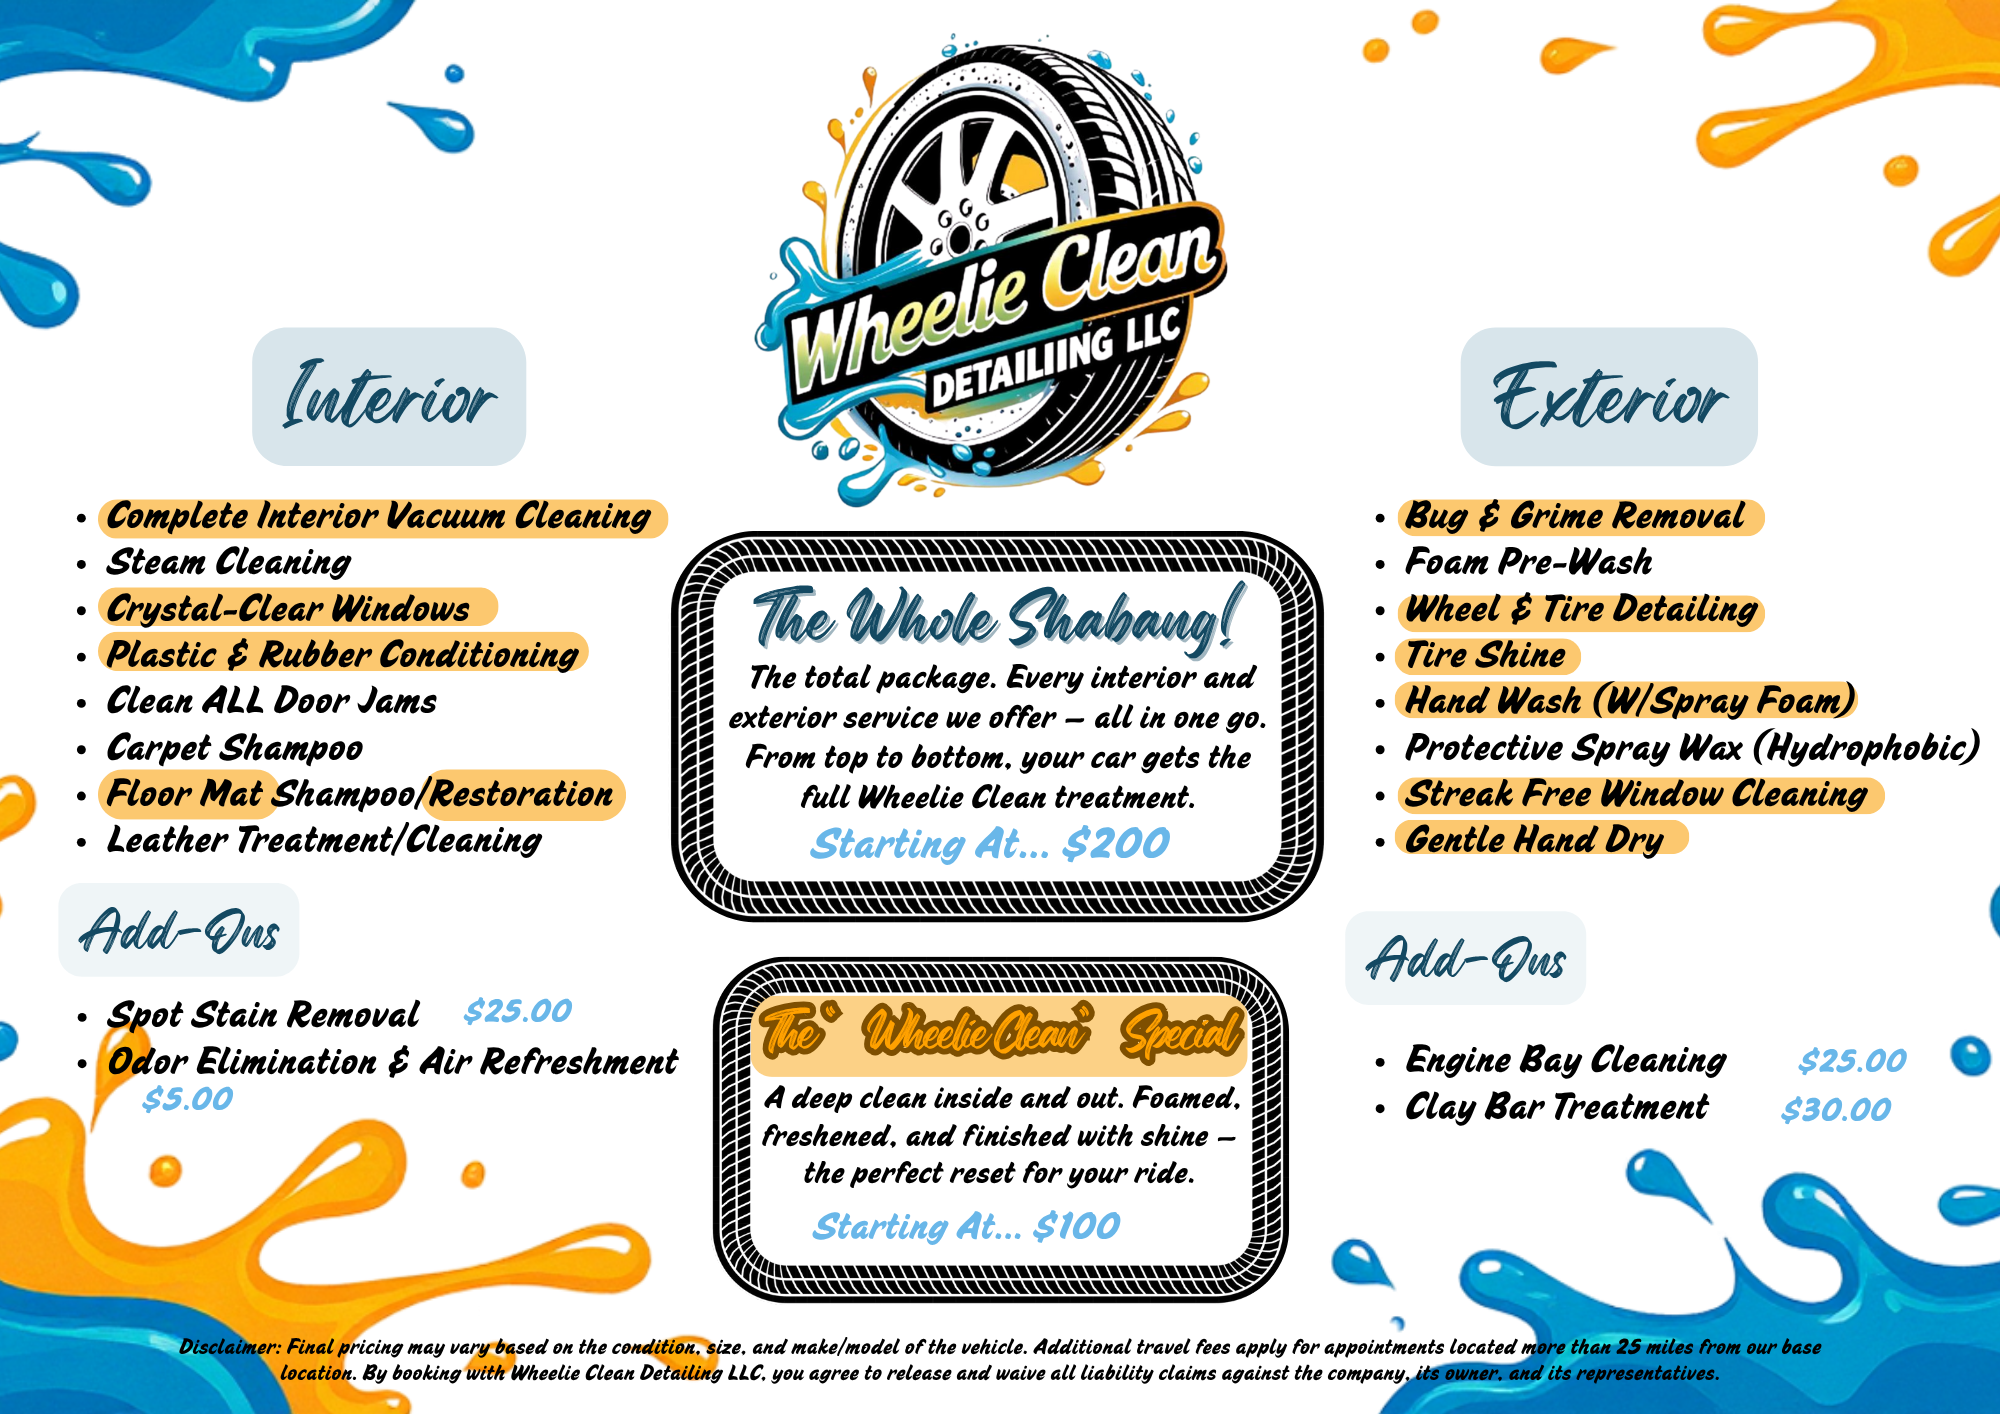 Wheelie Clean
DETAILIING LLC
Interior
• Complete Interior Vacuum Cleaning
• Steam Cleaning
• Crystal-Clear Windows
• Plastic & Rubber Conditioning
• Clean ALL Door Jams
• Carpet Shampoo
• Floor Mat Shampoo/Restoration
• Leather Treatment/Cleaning
Add-Ons
• Spot Stain Removal $25.00
• Odor Elimination & Air Refreshment
$5.00
The Whole Shabang!
The total package. Every interior and
exterior service we offer — all in one go.
From top to bottom, your car gets the
full Wheelie Clean treatment.
Starting At... $200
The “ Wheelie Clean” Special
A deep clean inside and out. Foamed,
freshened, and finished with shine —
the perfect reset for your ride.
Starting At... $100
Exterior
• Bug & Grime Removal
• Foam Pre-Wash
• Wheel & Tire Detailing
• Tire Shine
• Hand Wash (W/Spray Foam)
• Protective Spray Wax (Hydrophobic)
• Streak Free Window Cleaning
• Gentle Hand Dry
Add-Ons
• Engine Bay Cleaning $25.00
• Clay Bar Treatment $30.00
Disclaimer: Final pricing may vary based on the condition, size, and make/model of the vehicle. Additional travel fees apply for appointments located more than 25 miles from our base
location. By booking with Wheelie Clean Detailing LLC, you agree to release and waive all liability claims against the company, its owner, and its representatives.